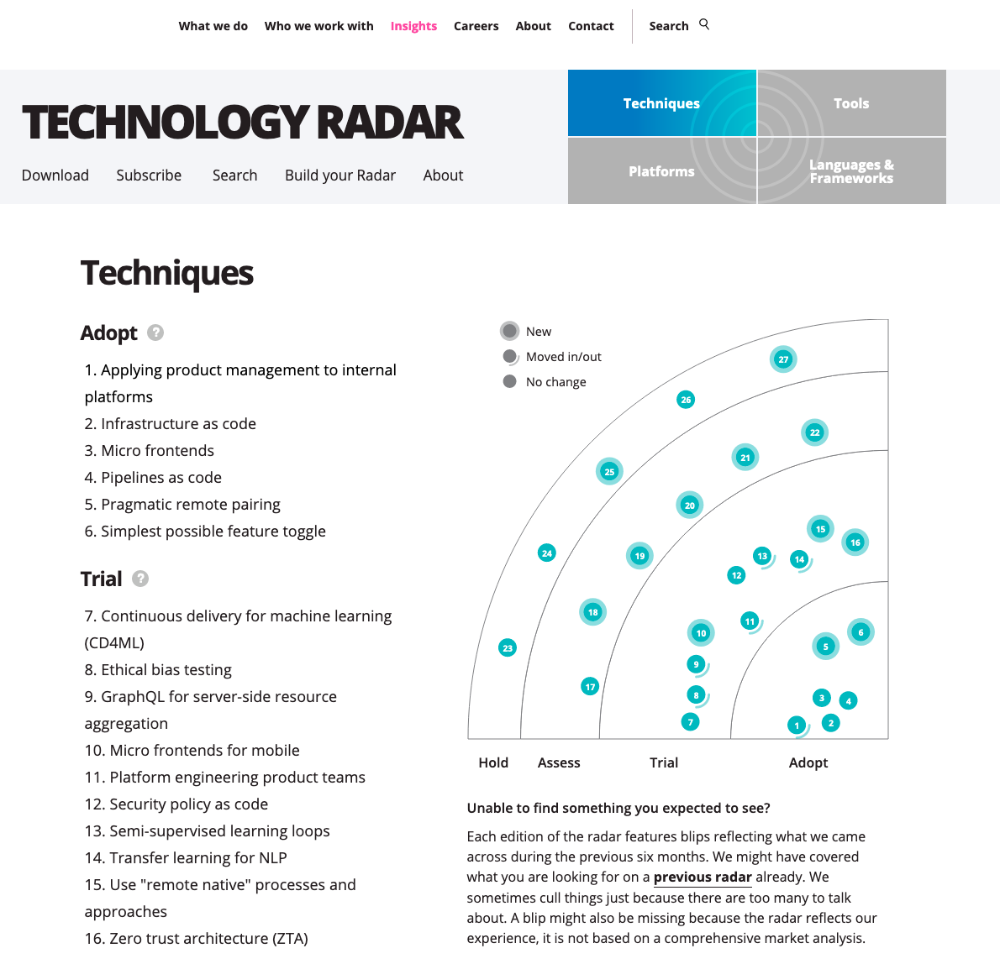 What we do Who we work with Insights Careers About Contact Search
TECHNOLOGY RADAR
Download Subscribe Search Build your Radar About
Techniques
Tools
Platforms
Languages &
Frameworks
Techniques
Adopt ?
1. Applying product management to internal
platforms
2. Infrastructure as code
3. Micro frontends
4. Pipelines as code
5. Pragmatic remote pairing
6. Simplest possible feature toggle
Trial ?
7. Continuous delivery for machine learning
(CD4ML)
8. Ethical bias testing
9. GraphQL for server-side resource
aggregation
10. Micro frontends for mobile
11. Platform engineering product teams
12. Security policy as code
13. Semi-supervised learning loops
14. Transfer learning for NLP
15. Use "remote native" processes and
approaches
16. Zero trust architecture (ZTA)
New
Moved in/out
No change
27
26
22
21
25
20
15
16
24
19
13
14
12
18
11
10
6
5
23
9
17
8
3
4
7
1
2
Hold Assess Trial Adopt
Unable to find something you expected to see?
Each edition of the radar features blips reflecting what we came
across during the previous six months. We might have covered
what you are looking for on a previous radar already. We
sometimes cull things just because there are too many to talk
about. A blip might also be missing because the radar reflects our
experience, it is not based on a comprehensive market analysis.